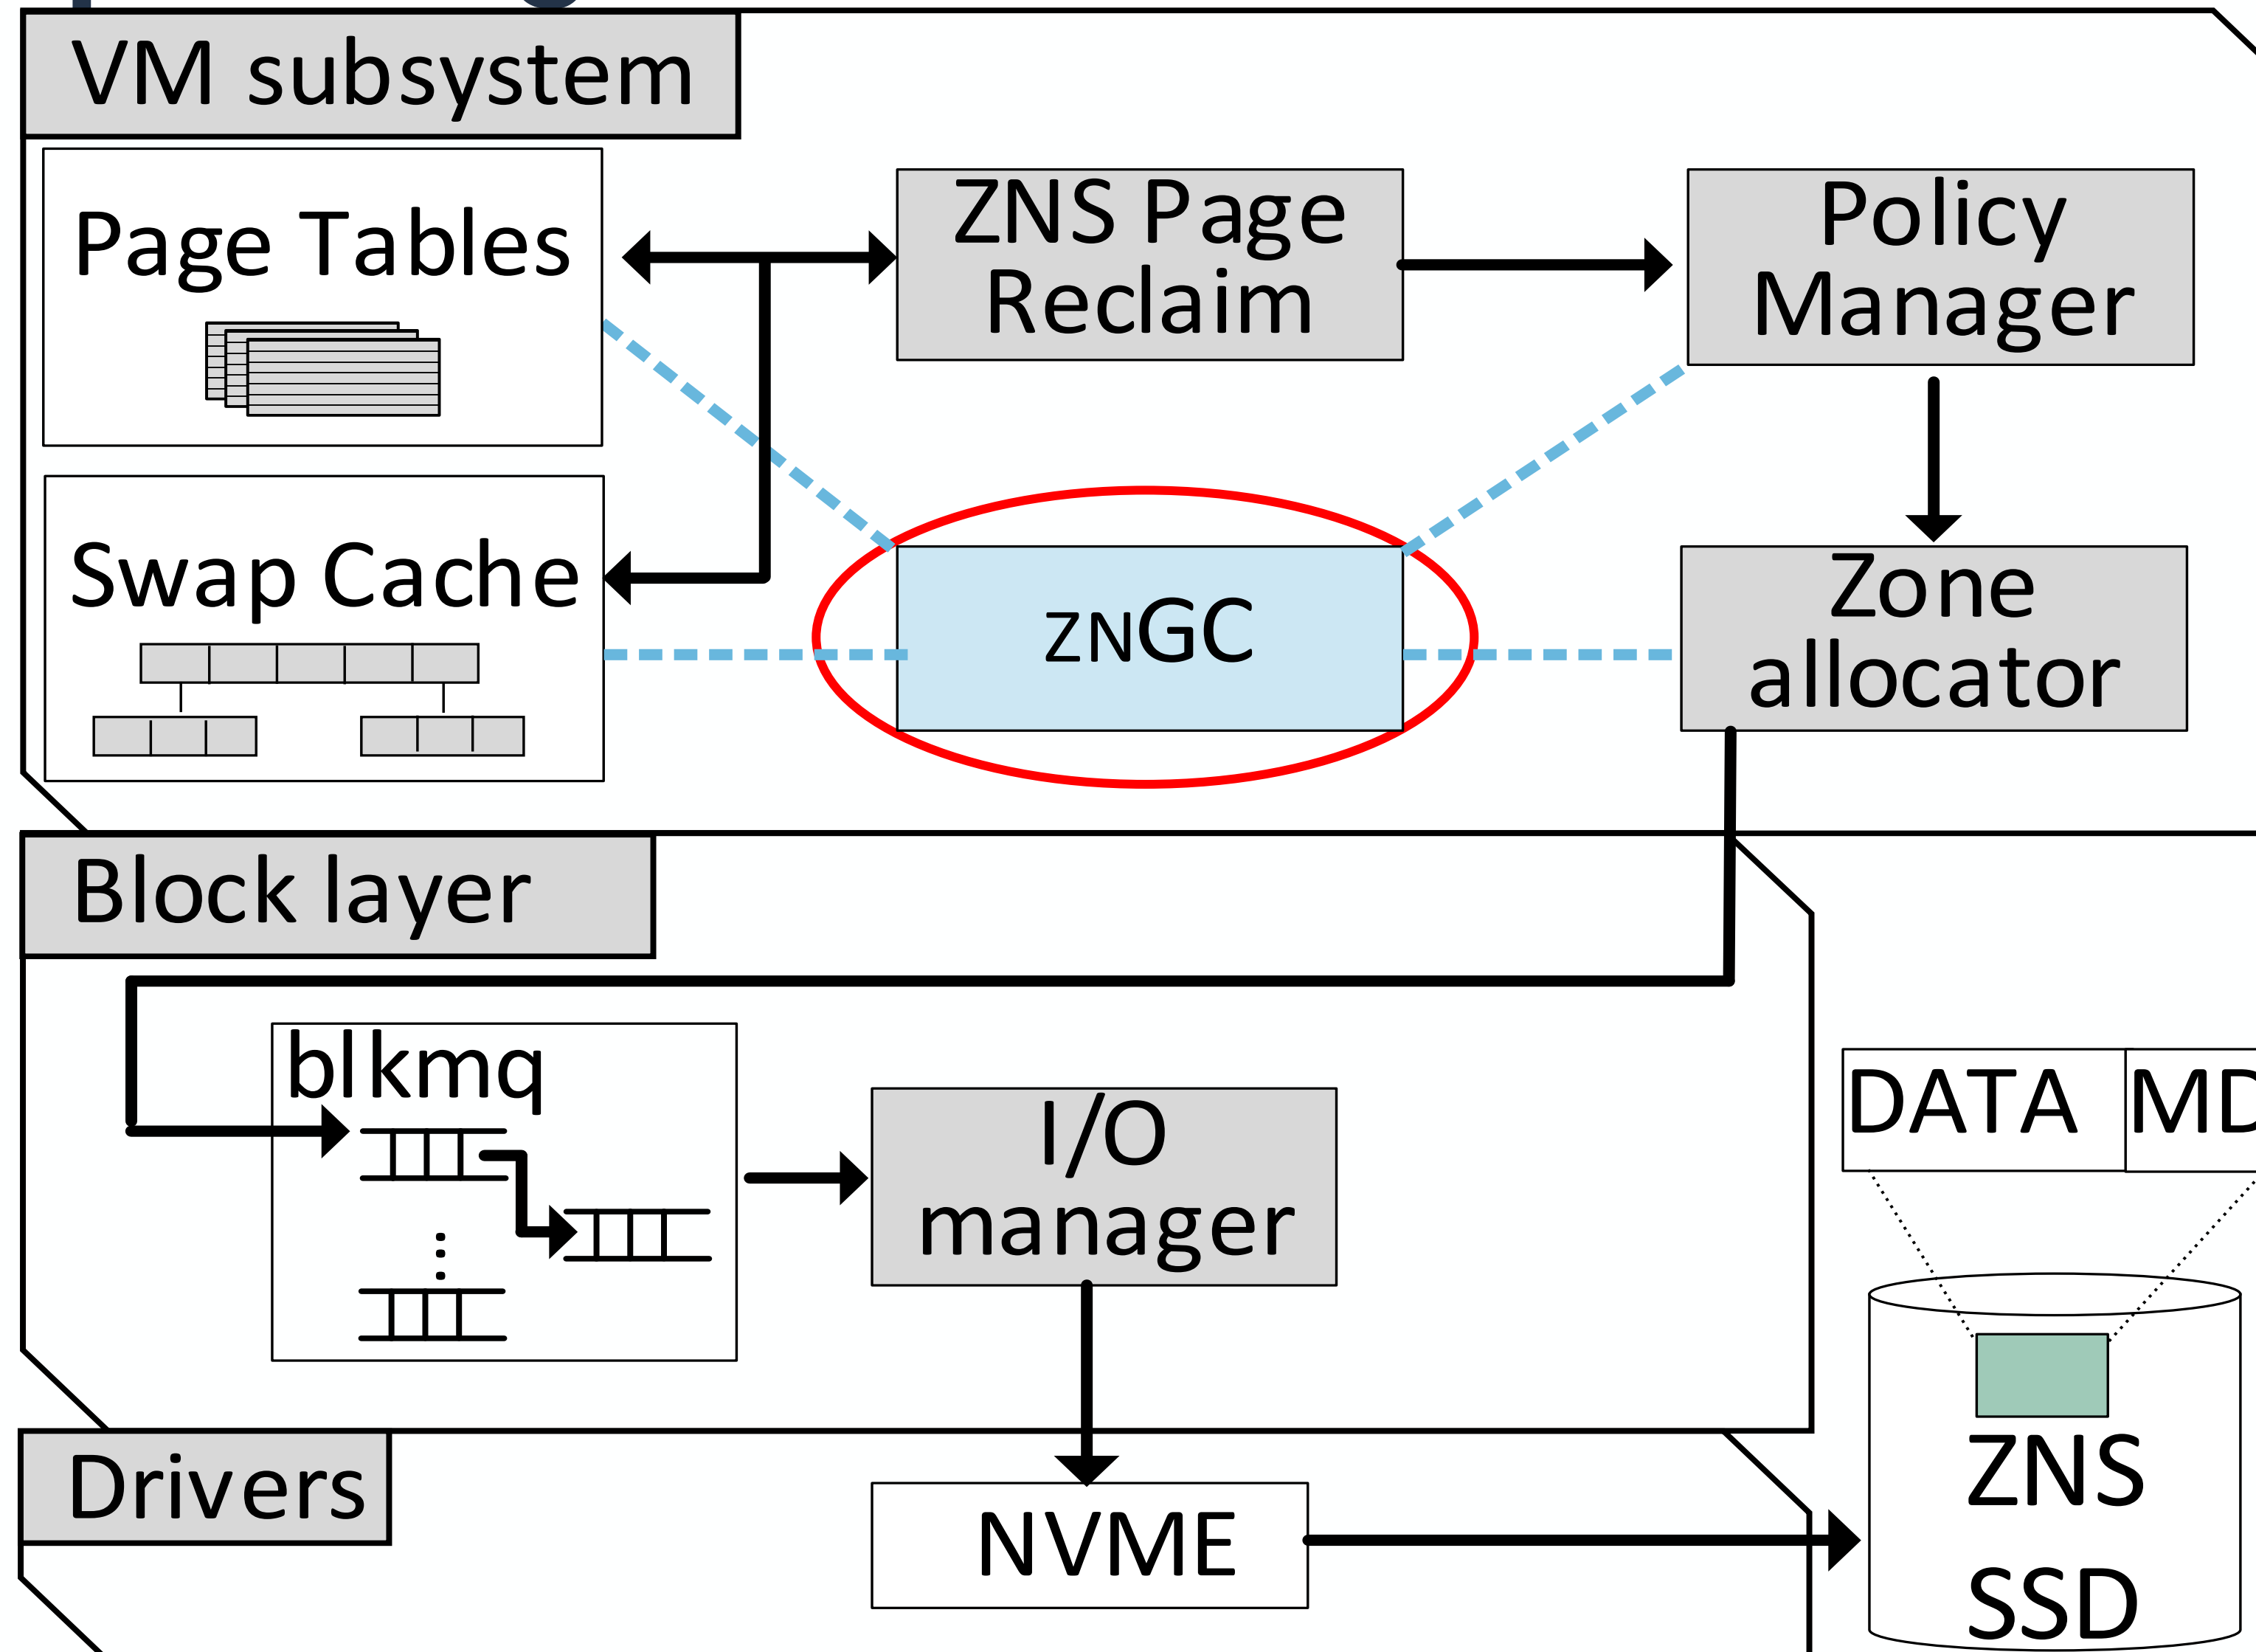 VM subsystem
Page Tables
ZNS Page
Reclaim
Policy
Manager
Swap Cache
ZNGC
Zone
allocator
Block layer
blkmq
I/O
manager
DATA
MD
Drivers
NVME
ZNS
SSD